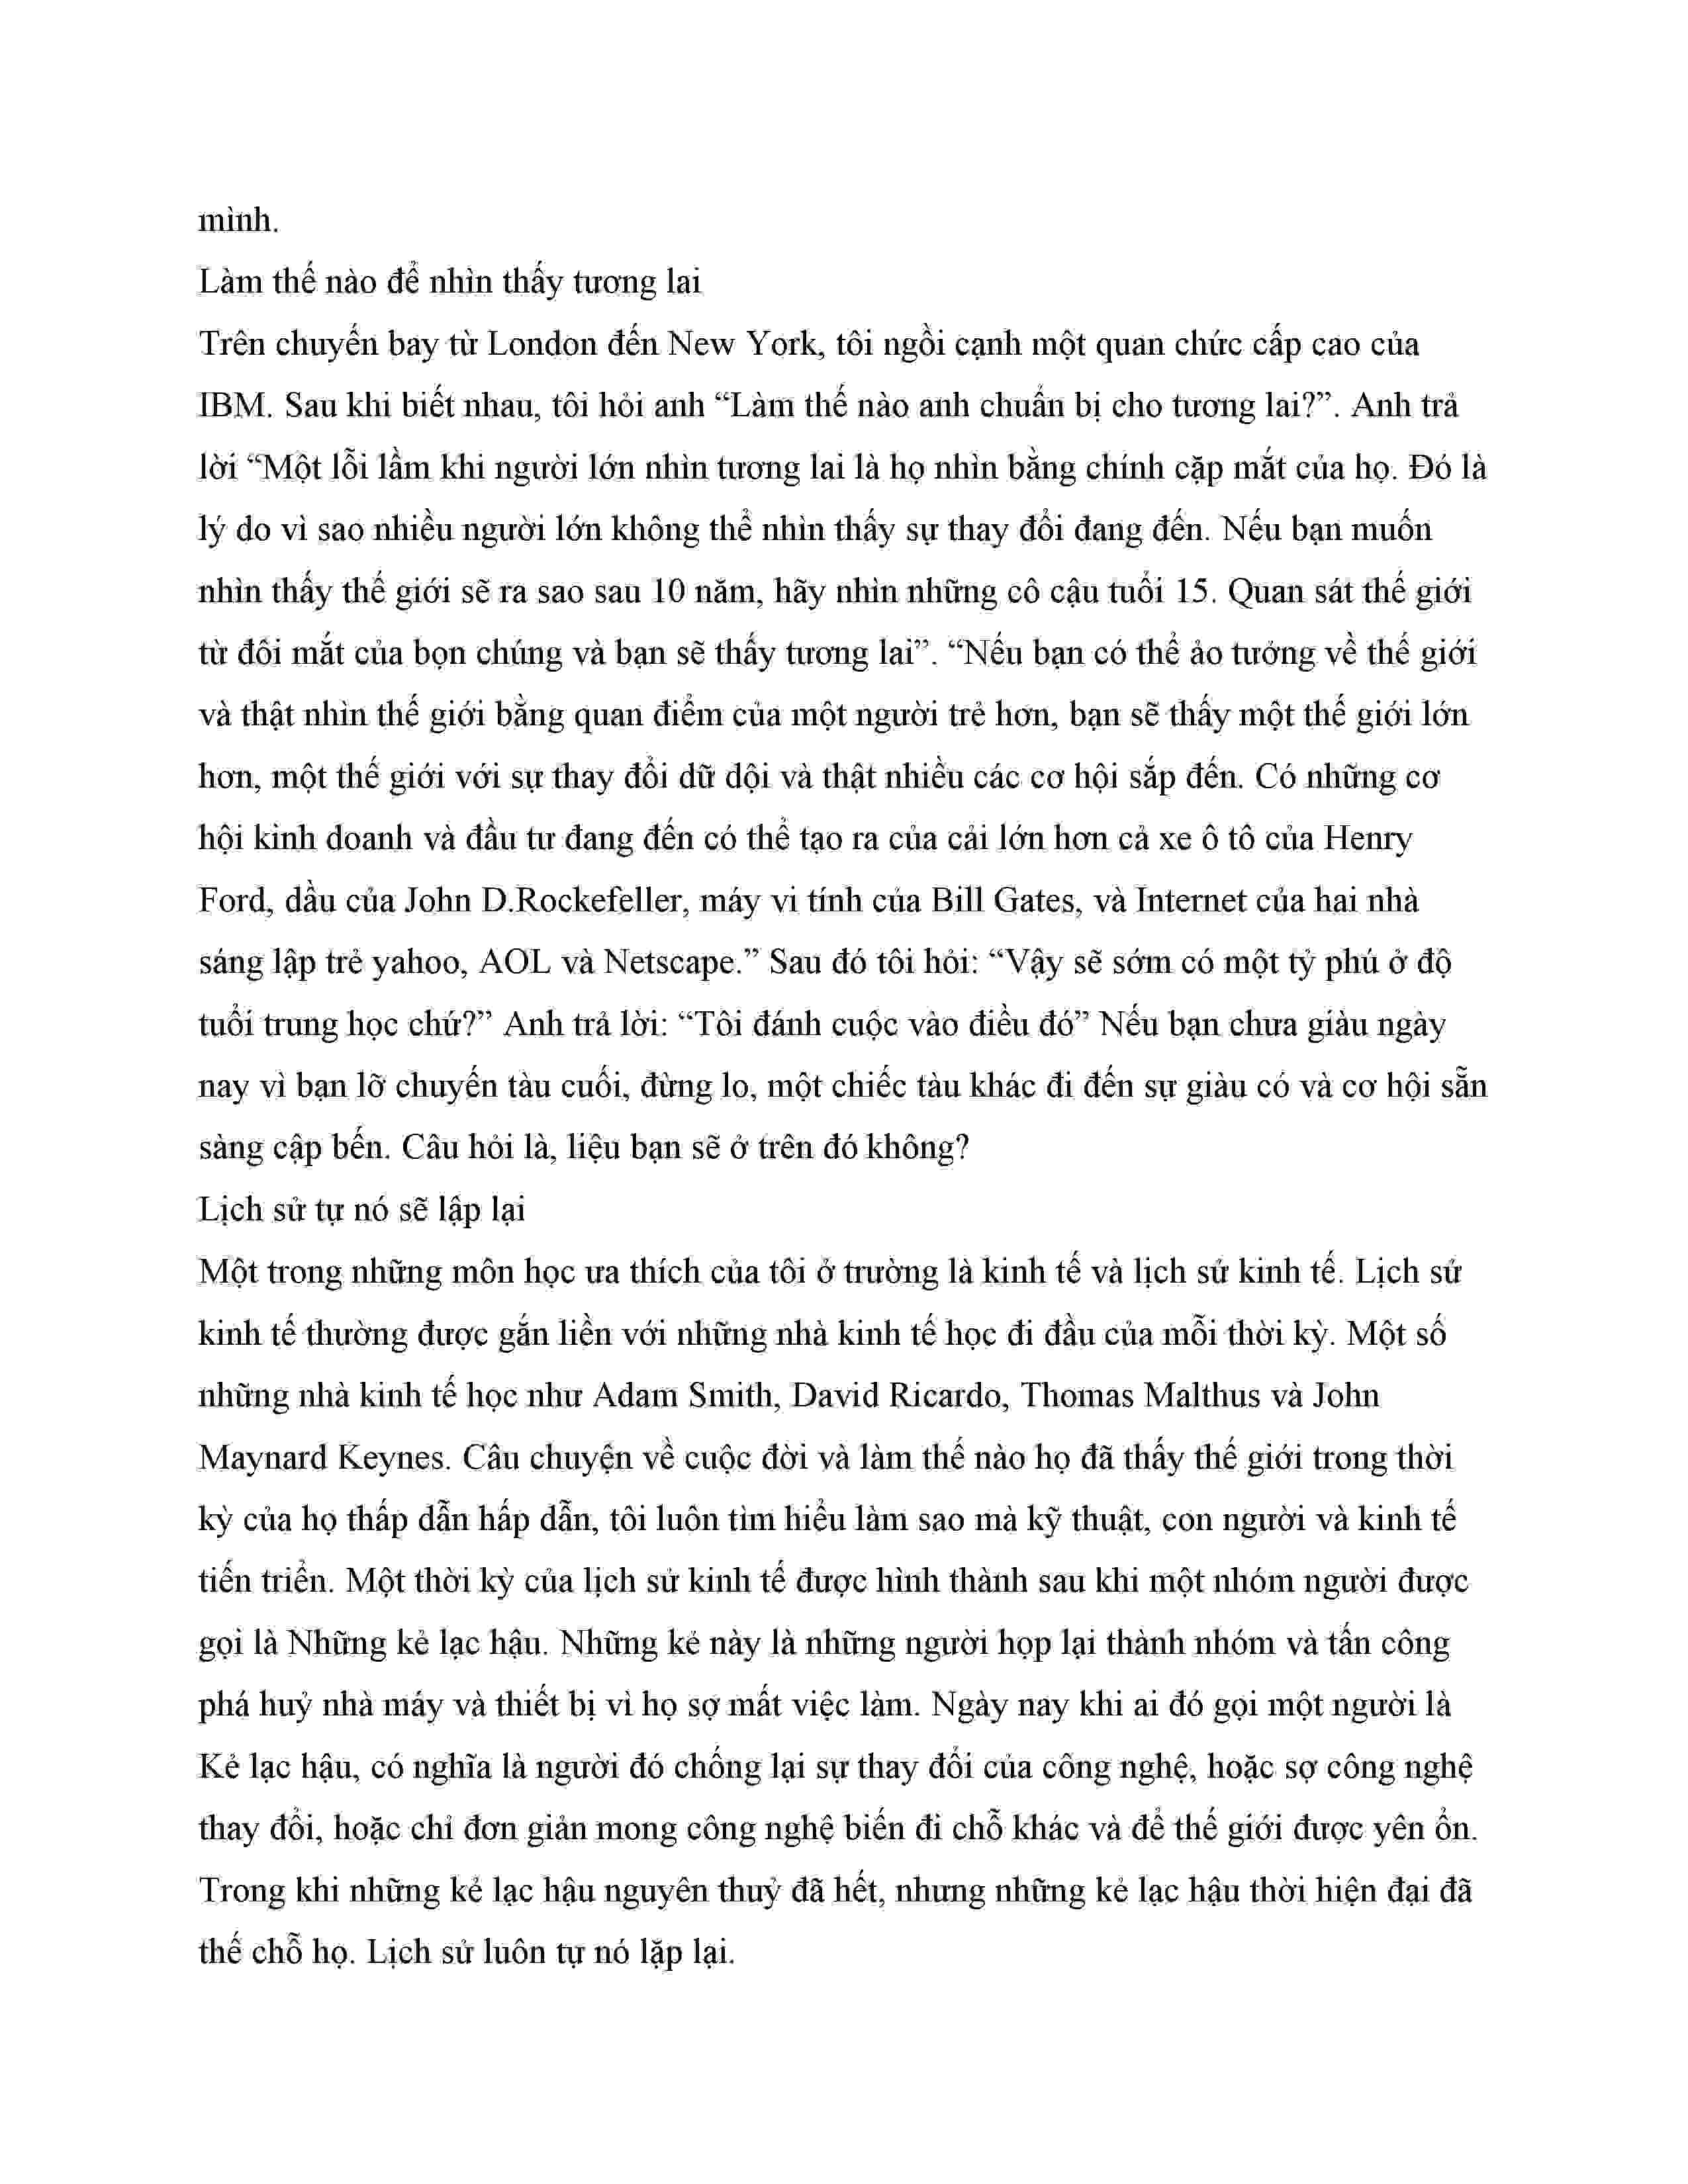 mình.
Làm thế nào để nhìn thấy tương lai
Trên chuyến bay từ London đến New York, tôi ngồi cạnh một quan chức cấp cao của
IBM. Sau khi biết nhau, tôi hỏi anh “Làm thế nào anh chuẩn bị cho tương lai?”. Anh trả
lời “Một lỗi lầm khi người lớn nhìn tương lai là họ nhìn bằng chính cặp mắt của họ. Đó là
lý do vì sao nhiều người lớn không thể nhìn thấy sự thay đổi đang đến. Nếu bạn muốn
nhìn thấy thế giới sẽ ra sao sau 10 năm, hãy nhìn những cô cậu tuổi 15. Quan sát thế giới
từ đôi mắt của bọn chúng và bạn sẽ thấy tương lai”. “Nếu bạn có thể ảo tưởng về thế giới
và thật nhìn thế giới bằng quan điểm của một người trẻ hơn, bạn sẽ thấy một thế giới lớn
hơn, một thế giới với sự thay đổi dữ dội và thật nhiều các cơ hội sắp đến. Có những cơ
hội kinh doanh và đầu tư đang đến có thể tạo ra của cải lớn hơn cả xe ô tô của Henry
Ford, dầu của John D.Rockefeller, máy vi tính của Bill Gates, và Internet của hai nhà
sáng lập trẻ yahoo, AOL và Netscape.” Sau đó tôi hỏi: “Vậy sẽ sớm có một tỷ phú ở độ
tuổi trung học chứ?” Anh trả lời: “Tôi đánh cuộc vào điều đó” Nếu bạn chưa giàu ngày
nay vì bạn lỡ chuyến tàu cuối, đừng lo, một chiếc tàu khác đi đến sự giàu có và cơ hội sẵn
sàng cập bến. Câu hỏi là, liệu bạn sẽ ở trên đó không?
Lịch sử tự nó sẽ lập lại
Một trong những môn học ưa thích của tôi ở trường là kinh tế và lịch sử kinh tế. Lịch sử
kinh tế thường được gắn liền với những nhà kinh tế học đi đầu của mỗi thời kỳ. Một số
những nhà kinh tế học như Adam Smith, David Ricardo, Thomas Malthus và John
Maynard Keynes. Câu chuyện về cuộc đời và làm thế nào họ đã thấy thế giới trong thời
kỳ của họ thấp dẫn hấp dẫn, tôi luôn tìm hiểu làm sao mà kỹ thuật, con người và kinh tế
tiến triển. Một thời kỳ của lịch sử kinh tế được hình thành sau khi một nhóm người được
gọi là Những kẻ lạc hậu. Những kẻ này là những người họp lại thành nhóm và tấn công
phá huỷ nhà máy và thiết bị vì họ sợ mất việc làm. Ngày nay khi ai đó gọi một người là
Kẻ lạc hậu, có nghĩa là người đó chống lại sự thay đổi của công nghệ, hoặc sợ công nghệ
thay đổi, hoặc chỉ đơn giản mong công nghệ biến đi chỗ khác và để thế giới được yên ổn.
Trong khi những kẻ lạc hậu nguyên thuỷ đã hết, nhưng những kẻ lạc hậu thời hiện đại đã
thế chỗ họ. Lịch sử luôn tự nó lặp lại.